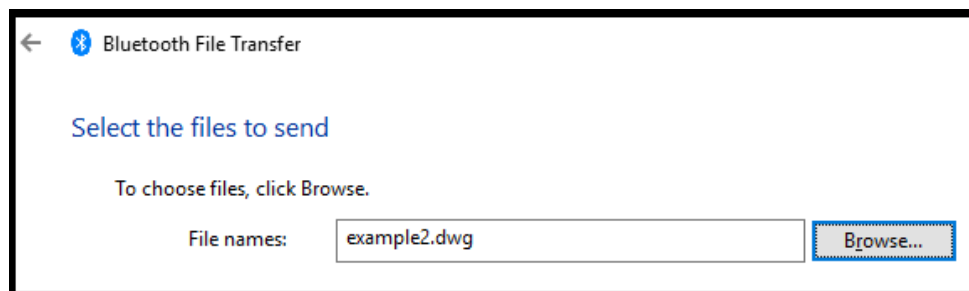 Bluetooth File Transfer
Select the files to send
To choose files, click Browse.
File names: example2.dwg Browse...